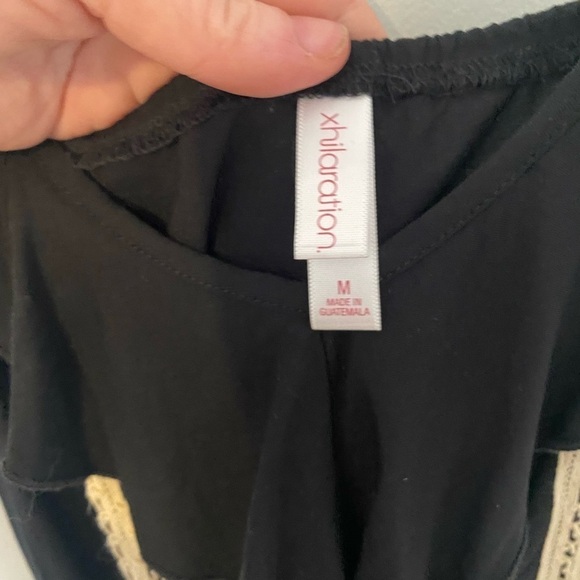 xhilaration.
M
MADE IN
GUATEMALA